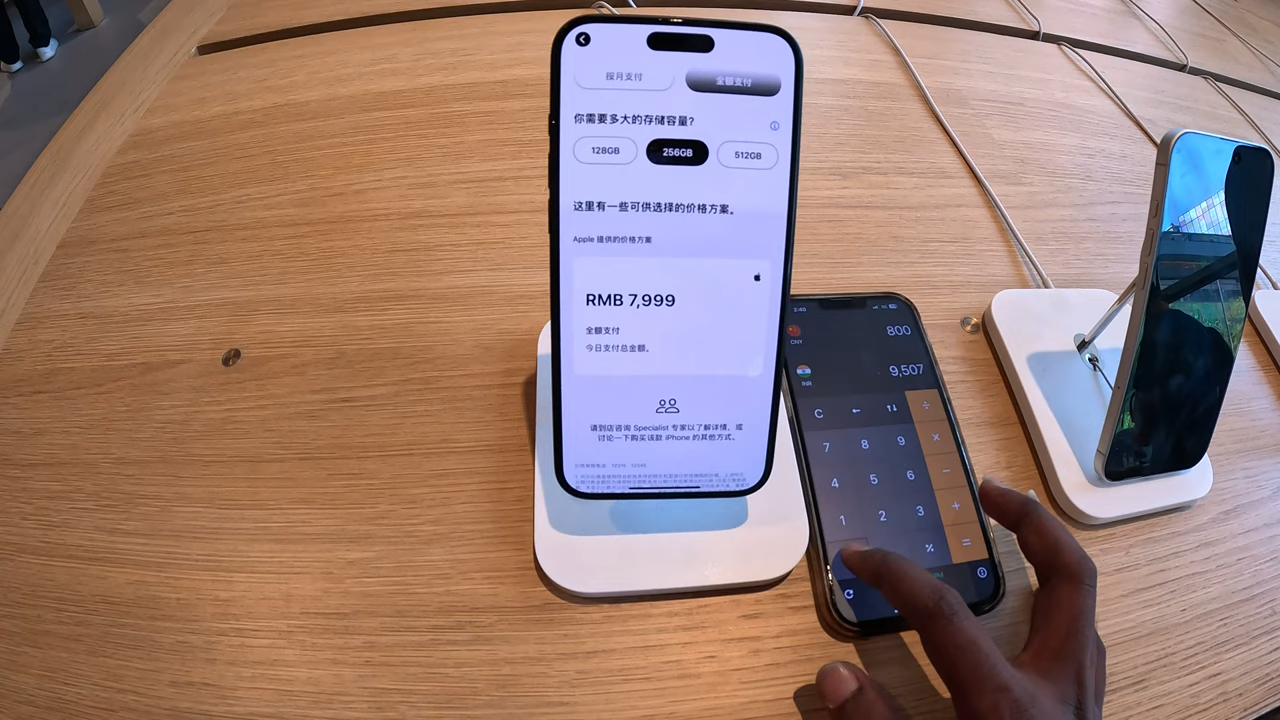 按月支付
全额支付
你需要多大的存储容量?
128GB
256GB
512GB
这里有一些可供选择的价格方案。
Apple 提供的价格方案
RMB 7,999
全额支付
今日支付总金额。
请到店咨询 Specialist 专家以了解详情，或
讨论一下购买该款 iPhone 的其他方式。
2:40
5G
CNY
800
INR
9,507
C
←
↑↓
÷
7
8
9
×
4
5
6
−
1
2
3
+
%
=